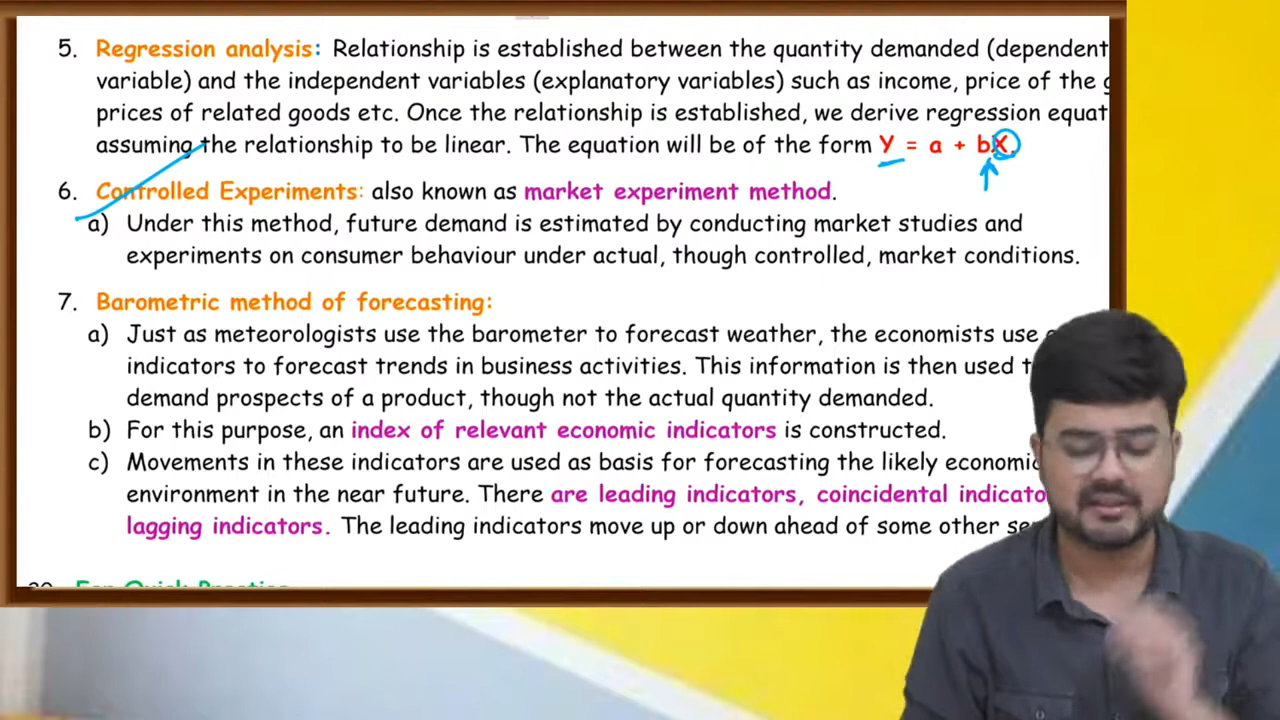 5. Regression analysis: Relationship is established between the quantity demanded (dependent
variable) and the independent variables (explanatory variables) such as income, price of the
prices of related goods etc. Once the relationship is established, we derive regression
assuming the relationship to be linear. The equation will be of the form Y = a + bX.
6. Controlled Experiments: also known as market experiment method.
a) Under this method, future demand is estimated by conducting market studies and
experiments on consumer behaviour under actual, though controlled, market conditions.
7. Barometric method of forecasting:
a) Just as meteorologists use the barometer to forecast weather, the economists use
indicators to forecast trends in business activities. This information is then used
demand prospects of a product, though not the actual quantity demanded.
b) For this purpose, an index of relevant economic indicators is constructed.
c) Movements in these indicators are used as basis for forecasting the likely economic
environment in the near future. There are leading indicators, coincidental
lagging indicators. The leading indicators move up or down ahead of some other
For Quick Practice